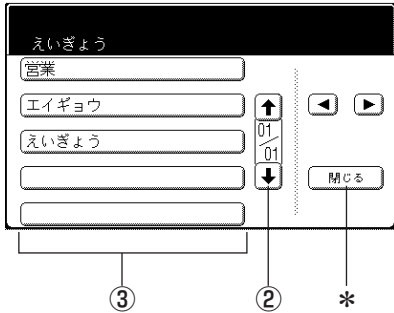 えいぎょう
営業
エイギョウ
えいぎょう
01
01
閉じる
③ ② *